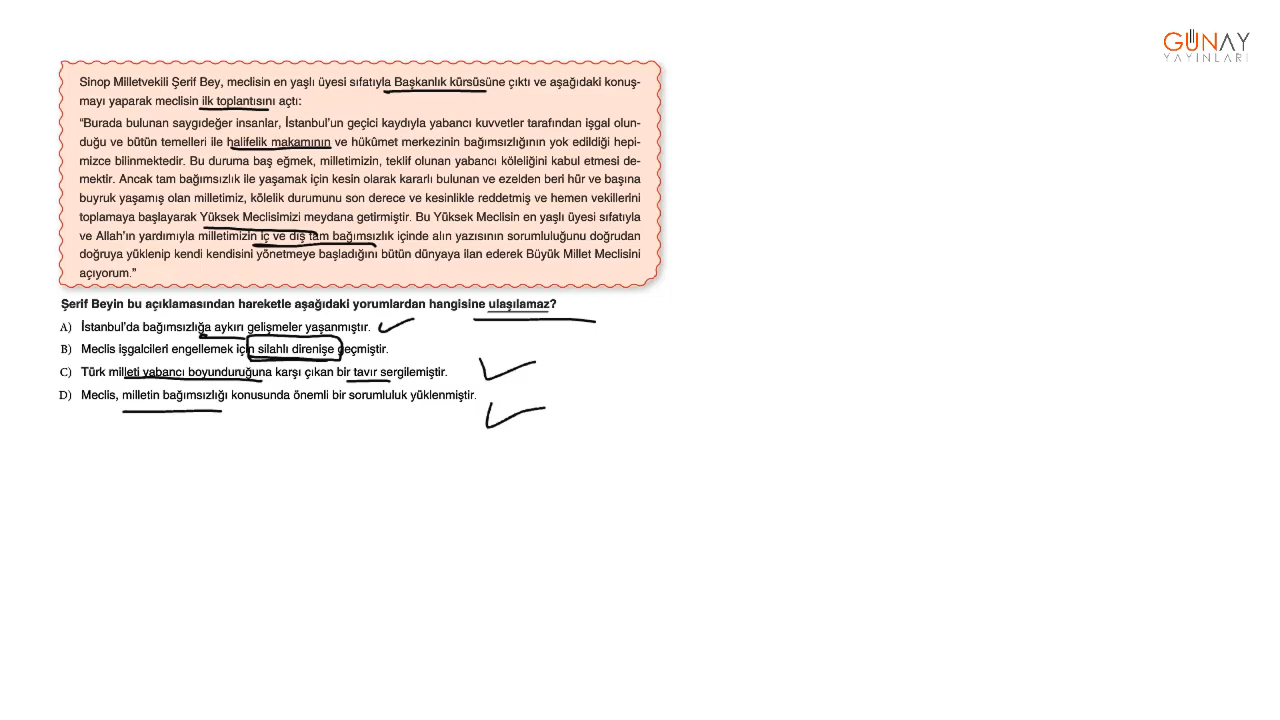 GÜNAY
YAYINLARI
Sinop Milletvekili Şerif Bey, meclisin en yaşlı üyesi sıfatıyla Başkanlık kürsüsüne çıktı ve aşağıdaki konuş-
mayı yaparak meclisin ilk toplantısını açtı:
“Burada bulunan saygıdeğer insanlar, İstanbul’un geçici kaydıyla yabancı kuvvetler tarafından işgal olun-
duğu ve bütün temelleri ile halifelik makamının ve hükûmet merkezinin bağımsızlığının yok edildiği hepi-
mizce bilinmektedir. Bu duruma baş eğmek, milletimizin, teklif olunan yabancı köleliğini kabul etmesi de-
mektir. Ancak tam bağımsızlık ile yaşamak için kesin olarak kararlı bulunan ve ezelden beri hür ve başına
buyruk yaşamış olan milletimiz, kölelik durumunu son derece ve kesinlikle reddetmiş ve hemen vekillerini
toplamaya başlayarak Yüksek Meclisimizi meydana getirmiştir. Bu Yüksek Meclisin en yaşlı üyesi sıfatıyla
ve Allah’ın yardımıyla milletimizin iç ve dış tam bağımsızlık içinde alın yazısının sorumluluğunu doğrudan
doğruya yüklenip kendi kendisini yönetmeye başladığını bütün dünyaya ilan ederek Büyük Millet Meclisini
açıyorum.”
Şerif Beyin bu açıklamasından hareketle aşağıdaki yorumlardan hangisine ulaşılamaz?
A) İstanbul’da bağımsızlığa aykırı gelişmeler yaşanmıştır.
B) Meclis işgalcileri engellemek için silahlı direnişe geçmiştir.
C) Türk milleti yabancı boyunduruğuna karşı çıkan bir tavır sergilemiştir.
D) Meclis, milletin bağımsızlığı konusunda önemli bir sorumluluk yüklenmiştir.